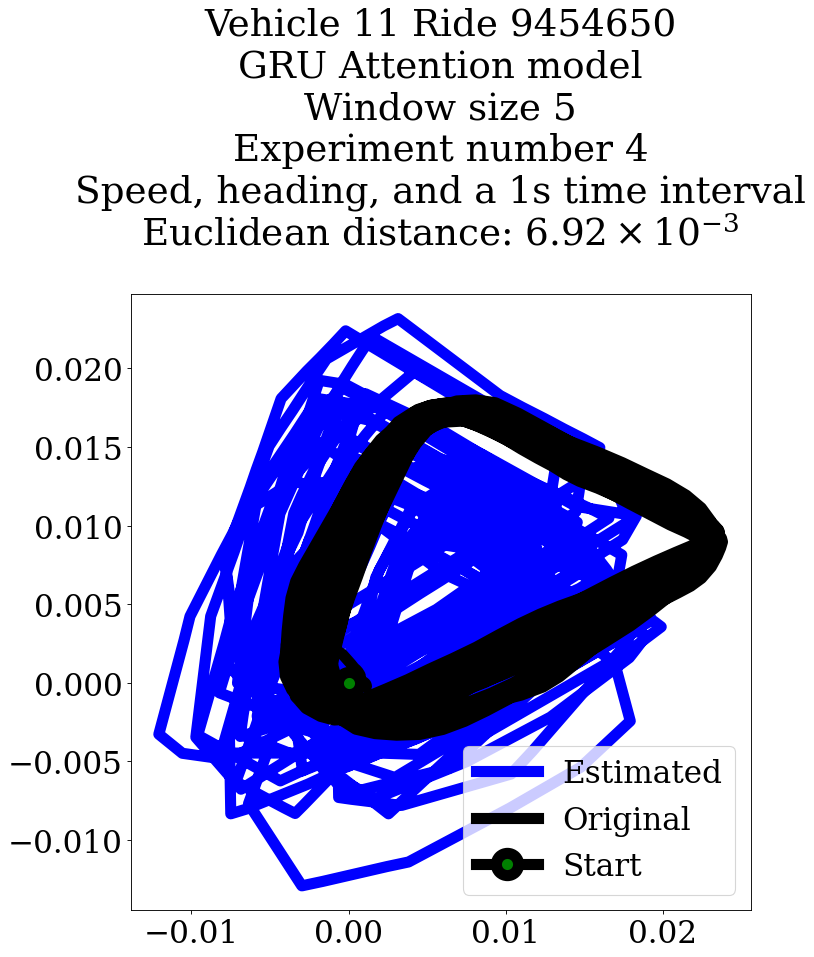 Vehicle 11 Ride 9454650
GRU Attention model
Window size 5
Experiment number 4
Speed, heading, and a 1s time interval
Euclidean distance: 6.92 × 10⁻³
0.020
0.015
0.010
0.005
0.000
−0.005
−0.010
Estimated
Original
Start
−0.01 0.00 0.01 0.02